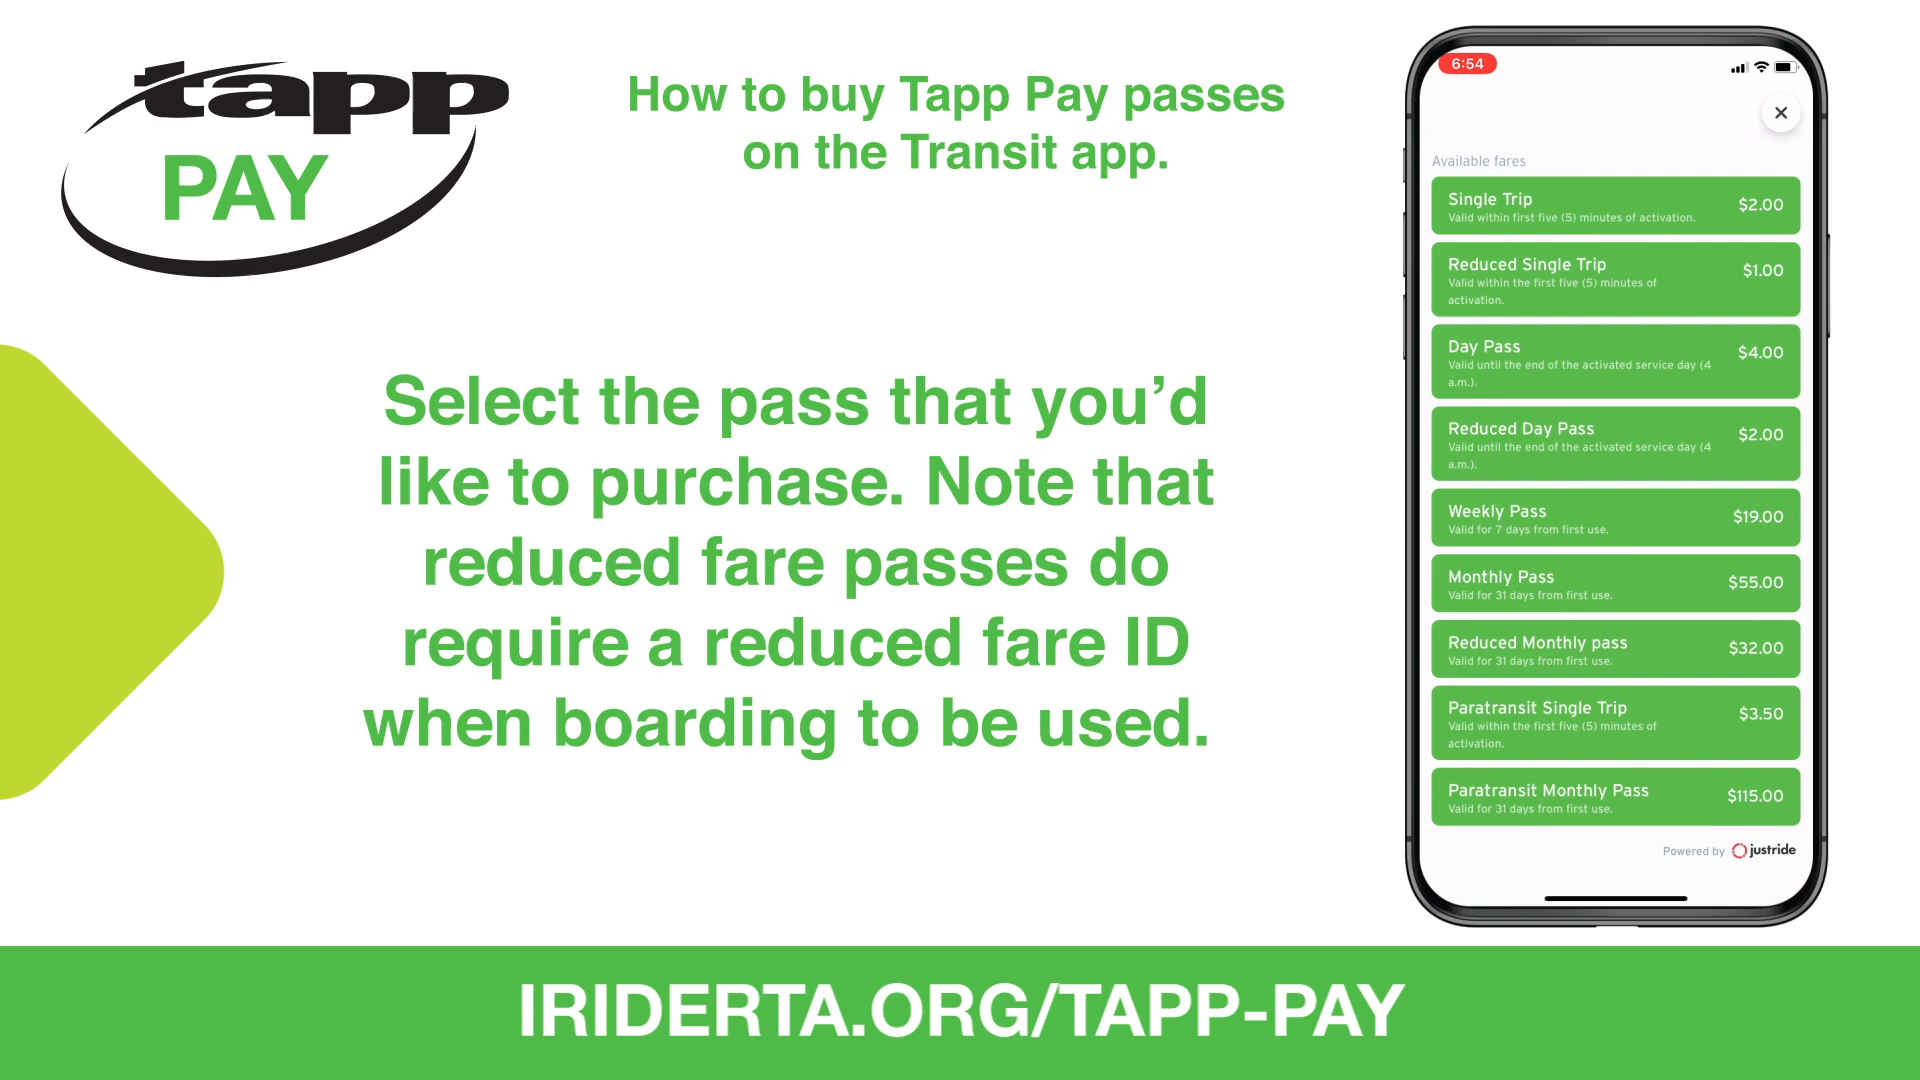 tapp
PAY
How to buy Tapp Pay passes
on the Transit app.
Select the pass that you’d
like to purchase. Note that
reduced fare passes do
require a reduced fare ID
when boarding to be used.
6:54
Available fares
Single Trip
Valid within first five (5) minutes of activation.
$2.00
Reduced Single Trip
Valid within the first five (5) minutes of
activation.
$1.00
Day Pass
Valid until the end of the activated service day (4
a.m.).
$4.00
Reduced Day Pass
Valid until the end of the activated service day (4
a.m.).
$2.00
Weekly Pass
Valid for 7 days from first use.
$19.00
Monthly Pass
Valid for 31 days from first use.
$55.00
Reduced Monthly pass
Valid for 31 days from first use.
$32.00
Paratransit Single Trip
Valid within the first five (5) minutes of
activation.
$3.50
Paratransit Monthly Pass
Valid for 31 days from first use.
$115.00
Powered by justride
IRIDERTA.ORG/TAPP-PAY